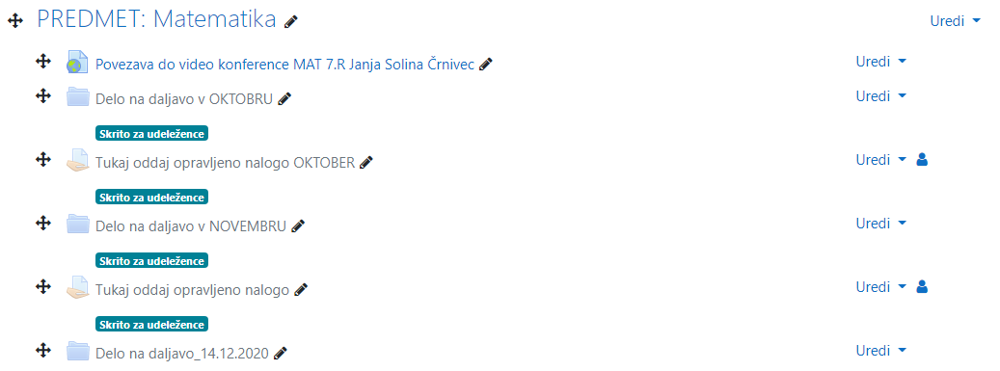 PREDMET: Matematika Uredi
Povezava do video konference MAT 7.R Janja Solina Črnivec Uredi
Delo na daljavo v OKTOBRU Uredi
Skrito za udeležence
Tukaj oddaj opravljeno nalogo OKTOBER Uredi
Skrito za udeležence
Delo na daljavo v NOVEMBRU Uredi
Skrito za udeležence
Tukaj oddaj opravljeno nalogo Uredi
Skrito za udeležence
Delo na daljavo_14.12.2020 Uredi